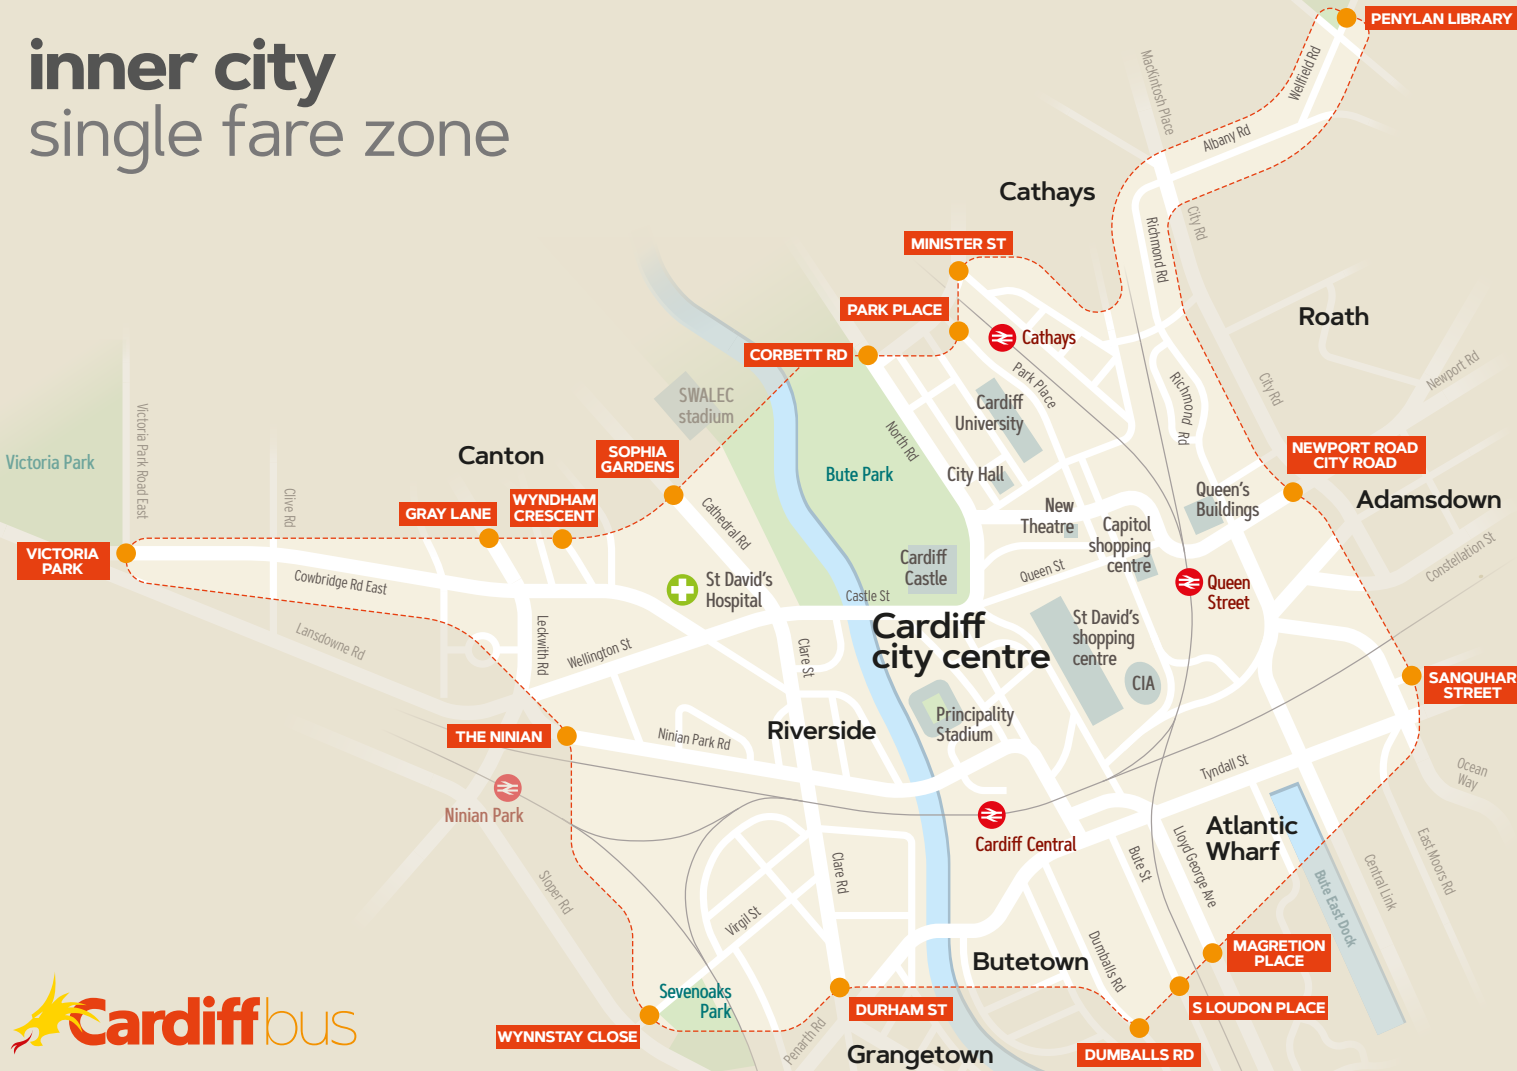 inner city
single fare zone
PENYLAN LIBRARY
Wellfield Rd
MacKintosh Place
Albany Rd
Cathays
City Rd
Richmond Rd
MINISTER ST
PARK PLACE
Cathays
Roath
CORBETT RD
Park Place
Newport Rd
City Rd
Richmond Rd
SWALEC
stadium
Cardiff
University
North Rd
Victoria Park Road East
Victoria Park
Canton
SOPHIA
GARDENS
Bute Park
City Hall
NEWPORT ROAD
CITY ROAD
Adamsdown
Queen's
Buildings
Clive Rd
GRAY LANE
WYNDHAM
CRESCENT
Cathedral Rd
New
Theatre
Capitol
shopping
centre
Constellation St
VICTORIA
PARK
Cowbridge Rd East
St David's
Hospital
Cardiff
Castle
Castle St
Queen St
Queen
Street
Cardiff
city centre
St David's
shopping
centre
CIA
Lansdowne Rd
Leckwith Rd
Wellington St
Clare St
SANQUHAR
STREET
Principality
Stadium
Riverside
THE NINIAN
Ninian Park Rd
Tyndall St
Ocean
Way
Ninian Park
Cardiff Central
Atlantic
Wharf
Bute St
Lloyd George Ave
Clare Rd
East Moors Rd
Central Link
Bute East Dock
Sloper Rd
Virgil St
Butetown
Dumballs Rd
MAGRETION
PLACE
Sevenoaks
Park
DURHAM ST
S LOUDON PLACE
WYNNSTAY CLOSE
Penarth Rd
Grangetown
DUMBALLS RD
Cardiff bus